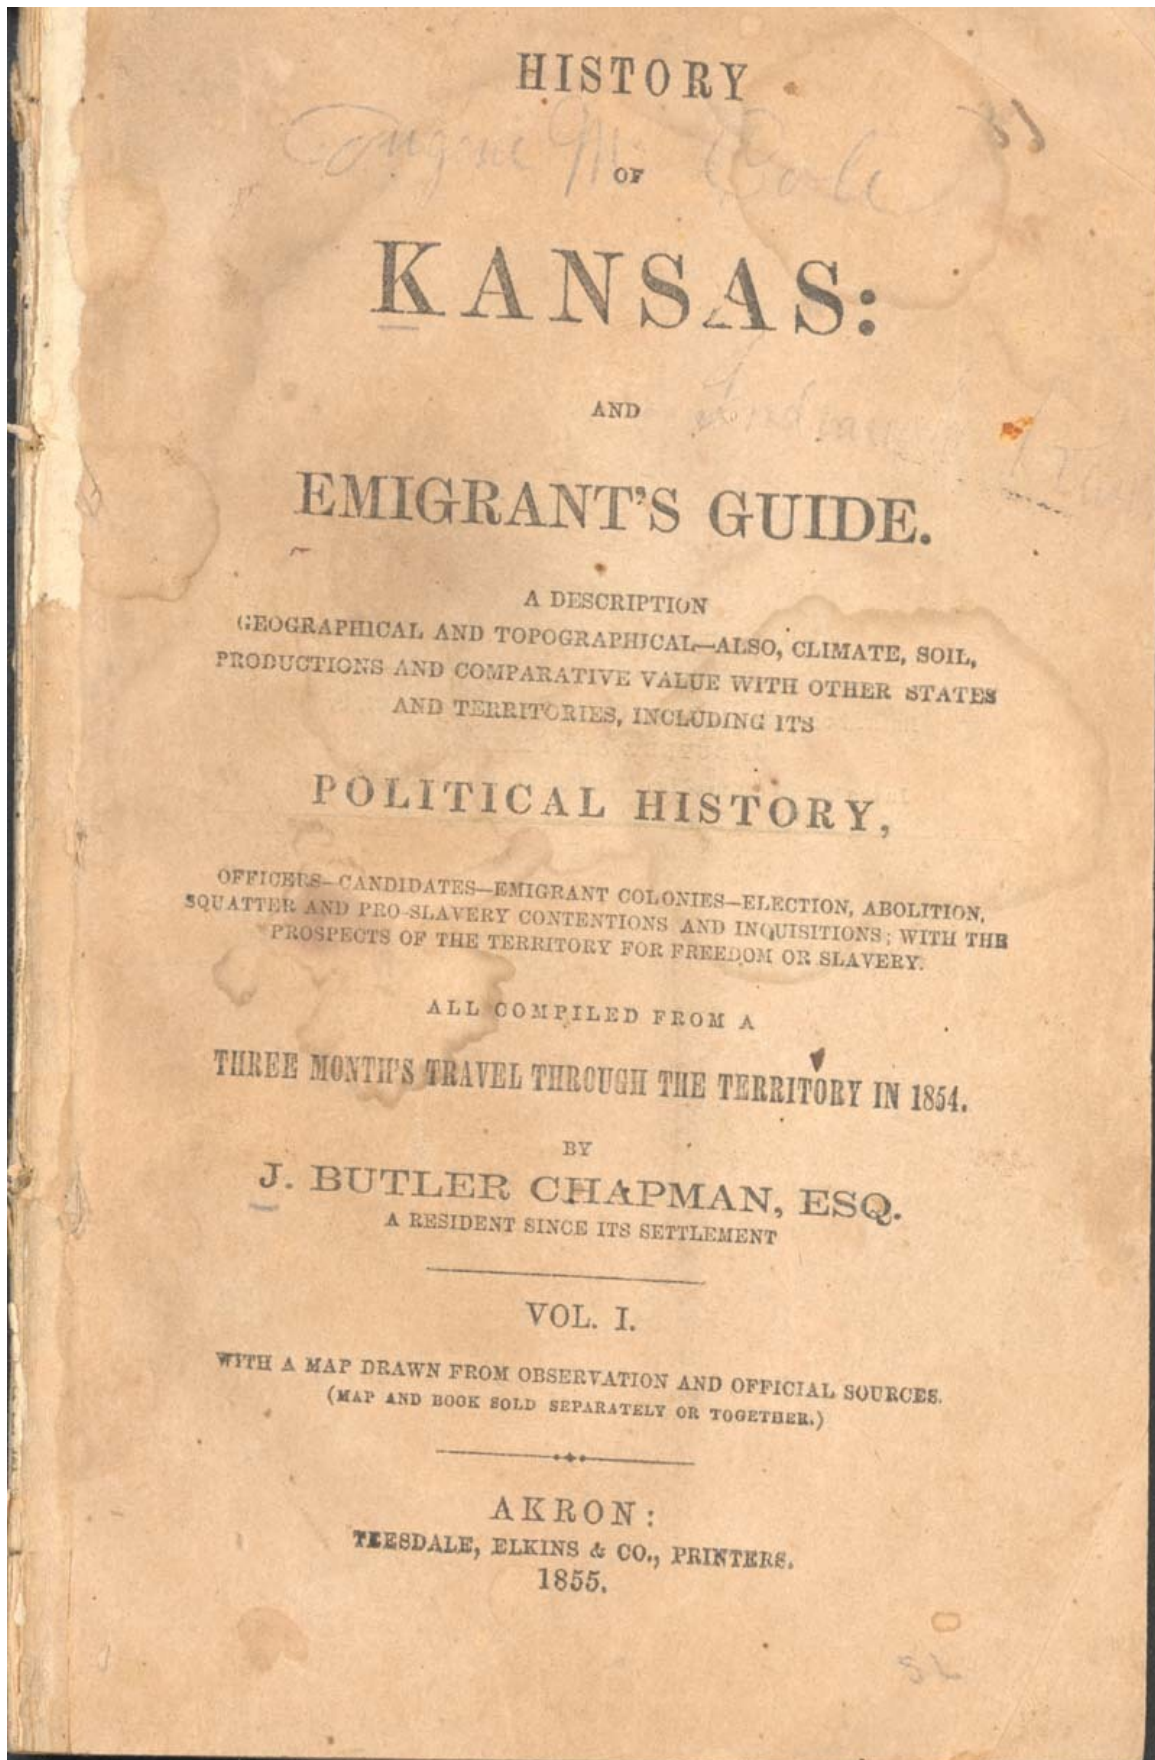 HISTORY
Eugene M.
OF
KANSAS:
AND
EMIGRANT'S GUIDE.
A DESCRIPTION
GEOGRAPHICAL AND TOPOGRAPHICAL—ALSO, CLIMATE, SOIL,
PRODUCTIONS AND COMPARATIVE VALUE WITH OTHER STATES
AND TERRITORIES, INCLUDING ITS
POLITICAL HISTORY,
OFFICERS—CANDIDATES—EMIGRANT COLONIES—ELECTION, ABOLITION,
SQUATTER AND PRO-SLAVERY CONTENTIONS AND INQUISITIONS; WITH THE
PROSPECTS OF THE TERRITORY FOR FREEDOM OR SLAVERY.
ALL COMPILED FROM A
THREE MONTH'S TRAVEL THROUGH THE TERRITORY IN 1854.
BY
J. BUTLER CHAPMAN, ESQ.
A RESIDENT SINCE ITS SETTLEMENT
VOL. I.
WITH A MAP DRAWN FROM OBSERVATION AND OFFICIAL SOURCES.
(MAP AND BOOK SOLD SEPARATELY OR TOGETHER.)
AKRON:
TEESDALE, ELKINS & CO., PRINTERS.
1855.